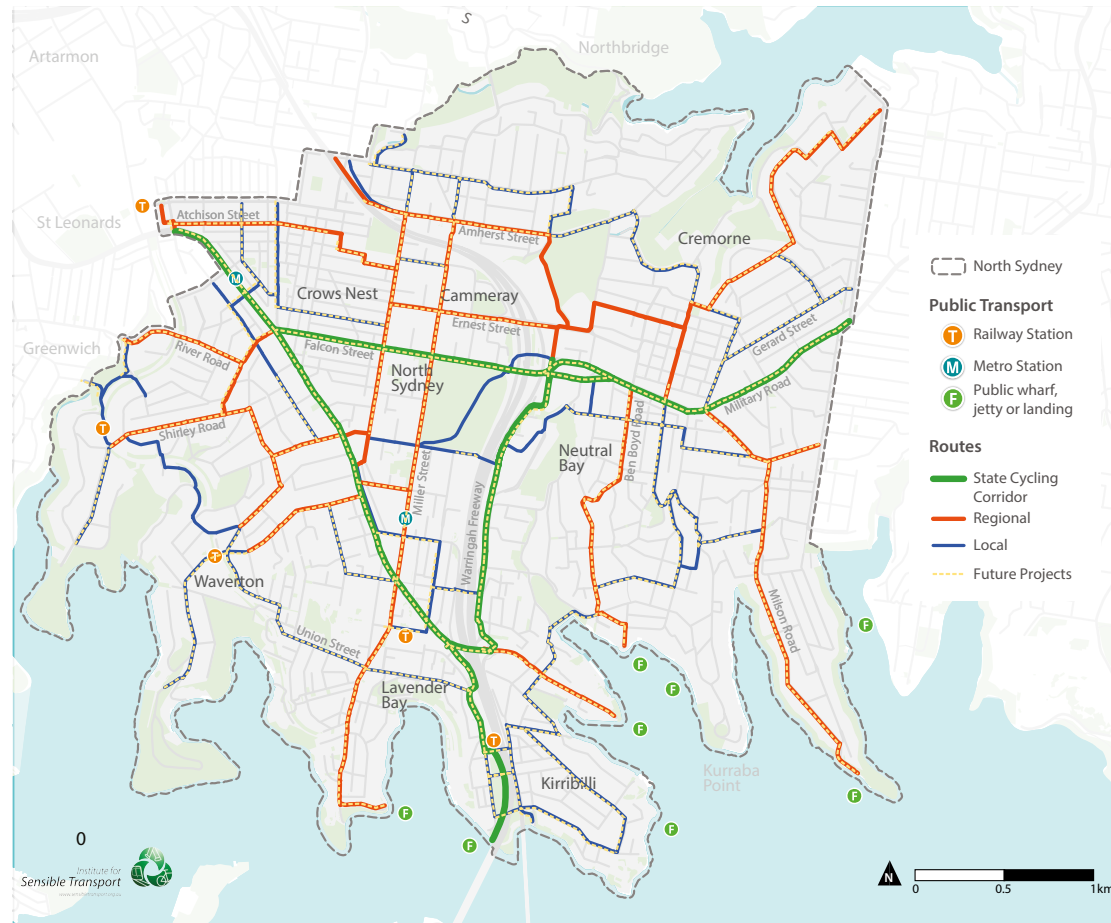 S
Artarmon
Northbridge
St Leonards
T
Atchison Street
Amherst Street
Cremorne
M
Crows Nest
Cammeray
Ernest Street
Greenwich
River Road
Falcon Street
North
Sydney
Gerard Street
Military Road
T
Shirley Road
Neutral
Bay
Ben Boyd Road
Miller Street
M
Warringah Freeway
T
Waverton
Union Street
T
Milson Road
F
F
F
F
Lavender
Bay
T
Kirribilli
Kurraba
Point
F
F
F
F
North Sydney
Public Transport
T
Railway Station
M
Metro Station
F
Public wharf,
jetty or landing
Routes
State Cycling
Corridor
Regional
Local
Future Projects
0
Institute for
Sensible Transport
N
0
0.5
1km